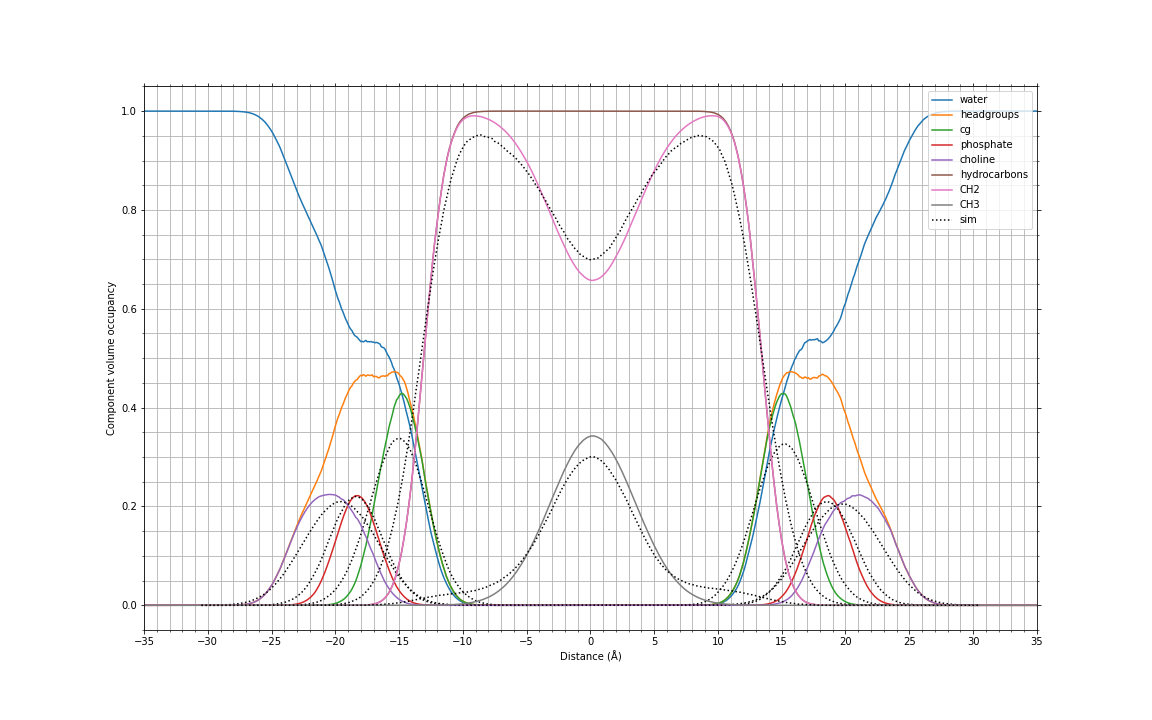 1.0
0.8
0.6
0.4
0.2
0.0
Component volume occupancy
−35 −30 −25 −20 −15 −10 −5 0 5 10 15 20 25 30 35
Distance (Å)
water
headgroups
cg
phosphate
choline
hydrocarbons
CH2
CH3
sim